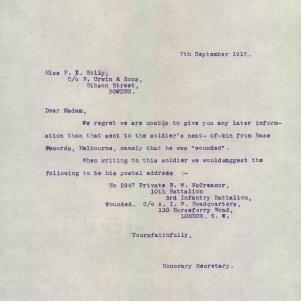 7th September 1916.
Miss F. E. Holly,
C/o R. Urwin & Sons,
Gibson Street,
BOWDEN.
Dear Madam,
We regret we are unable to give you any later inform-
ation than that sent to the soldier's next- of-kin from Base
Records, Melbourne, namely that he was "wounded".
When writing to this soldier we would suggest the
following to be his postal address :-
No 2947 Private W. W. McCreanor,
10th Battalion
3rd Infantry Battalion,
Wounded. C/o A. I. F. Headquarters,
130 Horseferry Road,
LONDON. S. W.
Yours faithfully,
Honorary Secretary.